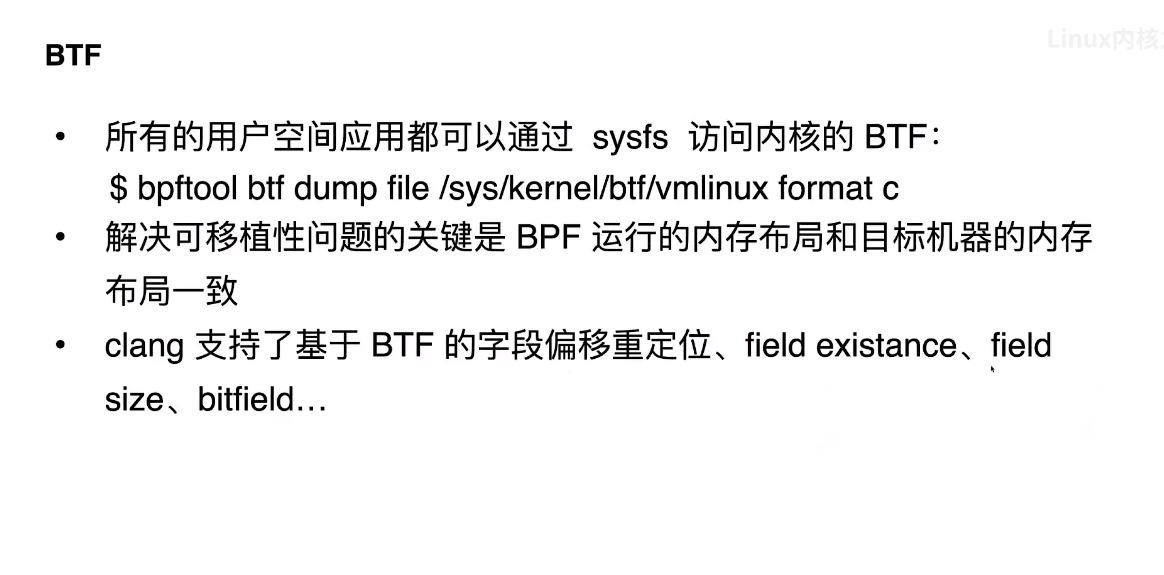 Linux内核
BTF
• 所有的用户空间应用都可以通过 sysfs 访问内核的 BTF：
$ bpftool btf dump file /sys/kernel/btf/vmlinux format c
• 解决可移植性问题的关键是 BPF 运行的内存布局和目标机器的内存
布局一致
• clang 支持了基于 BTF 的字段偏移重定位、field existance、field
size、bitfield…